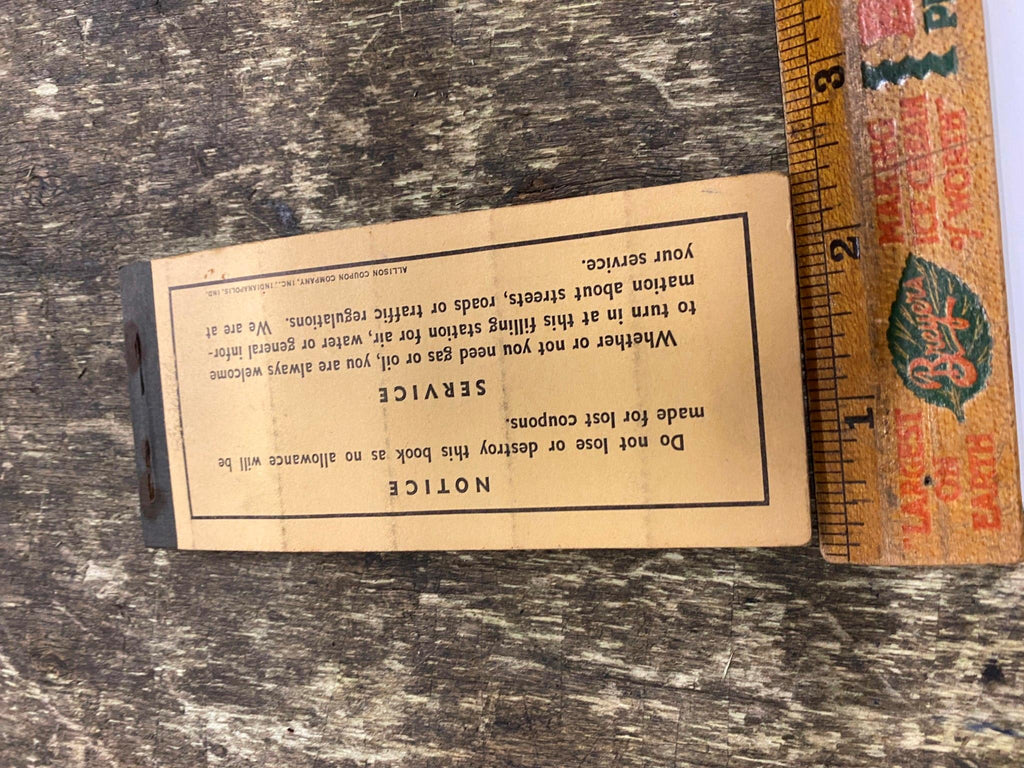 NOTICE
Do not lose or destroy this book as no allowance will be
made for lost coupons.
SERVICE
Whether or not you need gas or oil, you are always welcome
to turn in at this filling station for air, water or general infor-
mation about streets, roads or traffic regulations. We are at
your service.
ALLISON COUPON COMPANY, INC., INDIANAPOLIS, IND.
1
2
3
"LARGEST
ON
EARTH
Breyers
MAKING
ICE CREAM